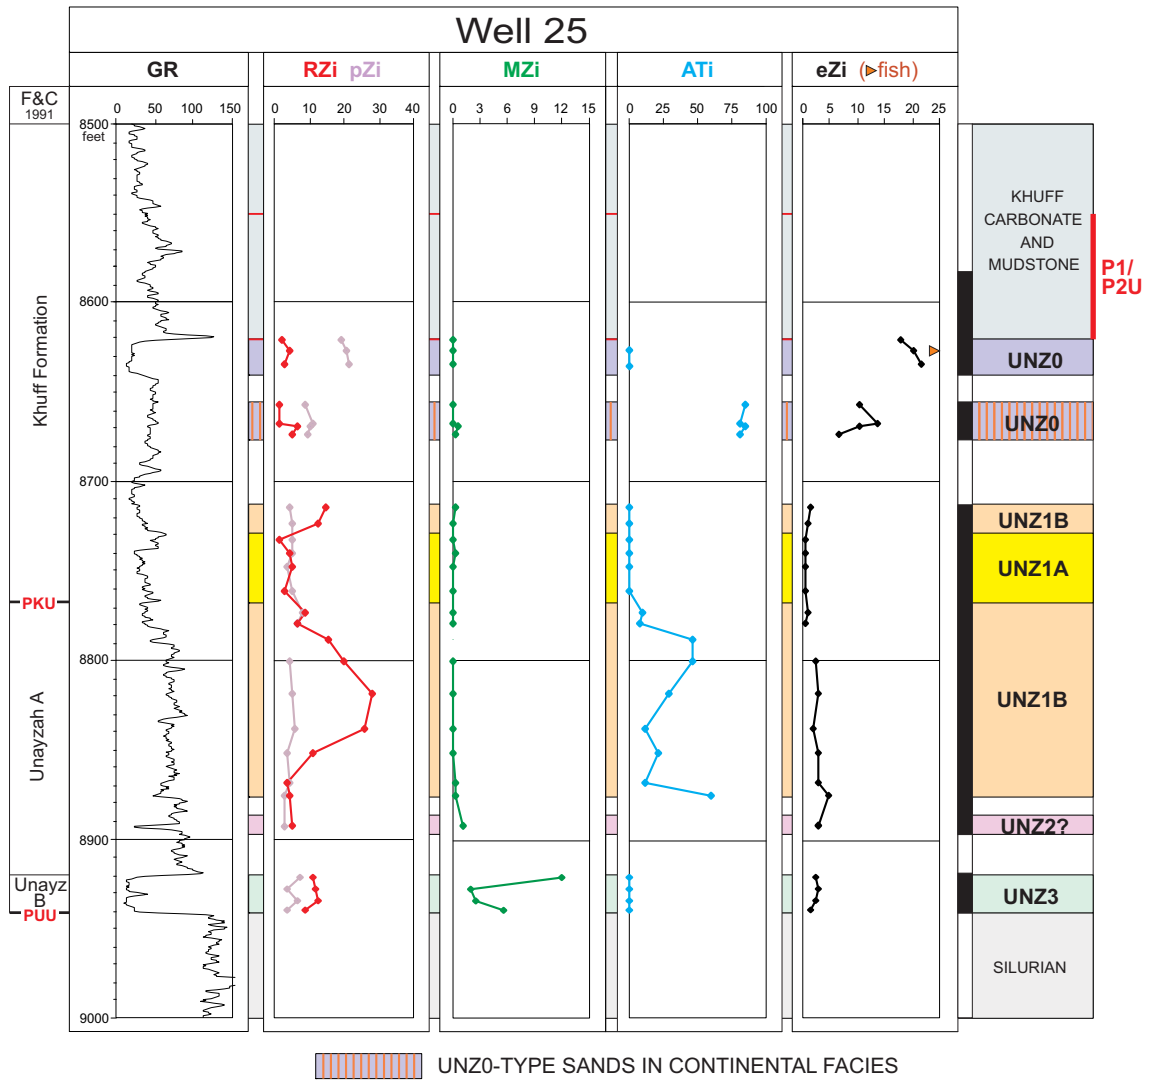 Well 25
GR
RZi pZi
MZi
ATi
eZi (fish)
F&C
1991
0 50 100 150
0 10 20 30 40
0 3 6 9 12 15
0 25 50 75 100
0 5 10 15 20 25
8500
feet
8600
8700
8800
8900
9000
Khuff Formation
PKU
Unayzah A
Unayz
B
PUU
KHUFF
CARBONATE
AND
MUDSTONE
P1/
P2U
UNZ0
UNZ0
UNZ1B
UNZ1A
UNZ1B
UNZ2?
UNZ3
SILURIAN
UNZ0-TYPE SANDS IN CONTINENTAL FACIES